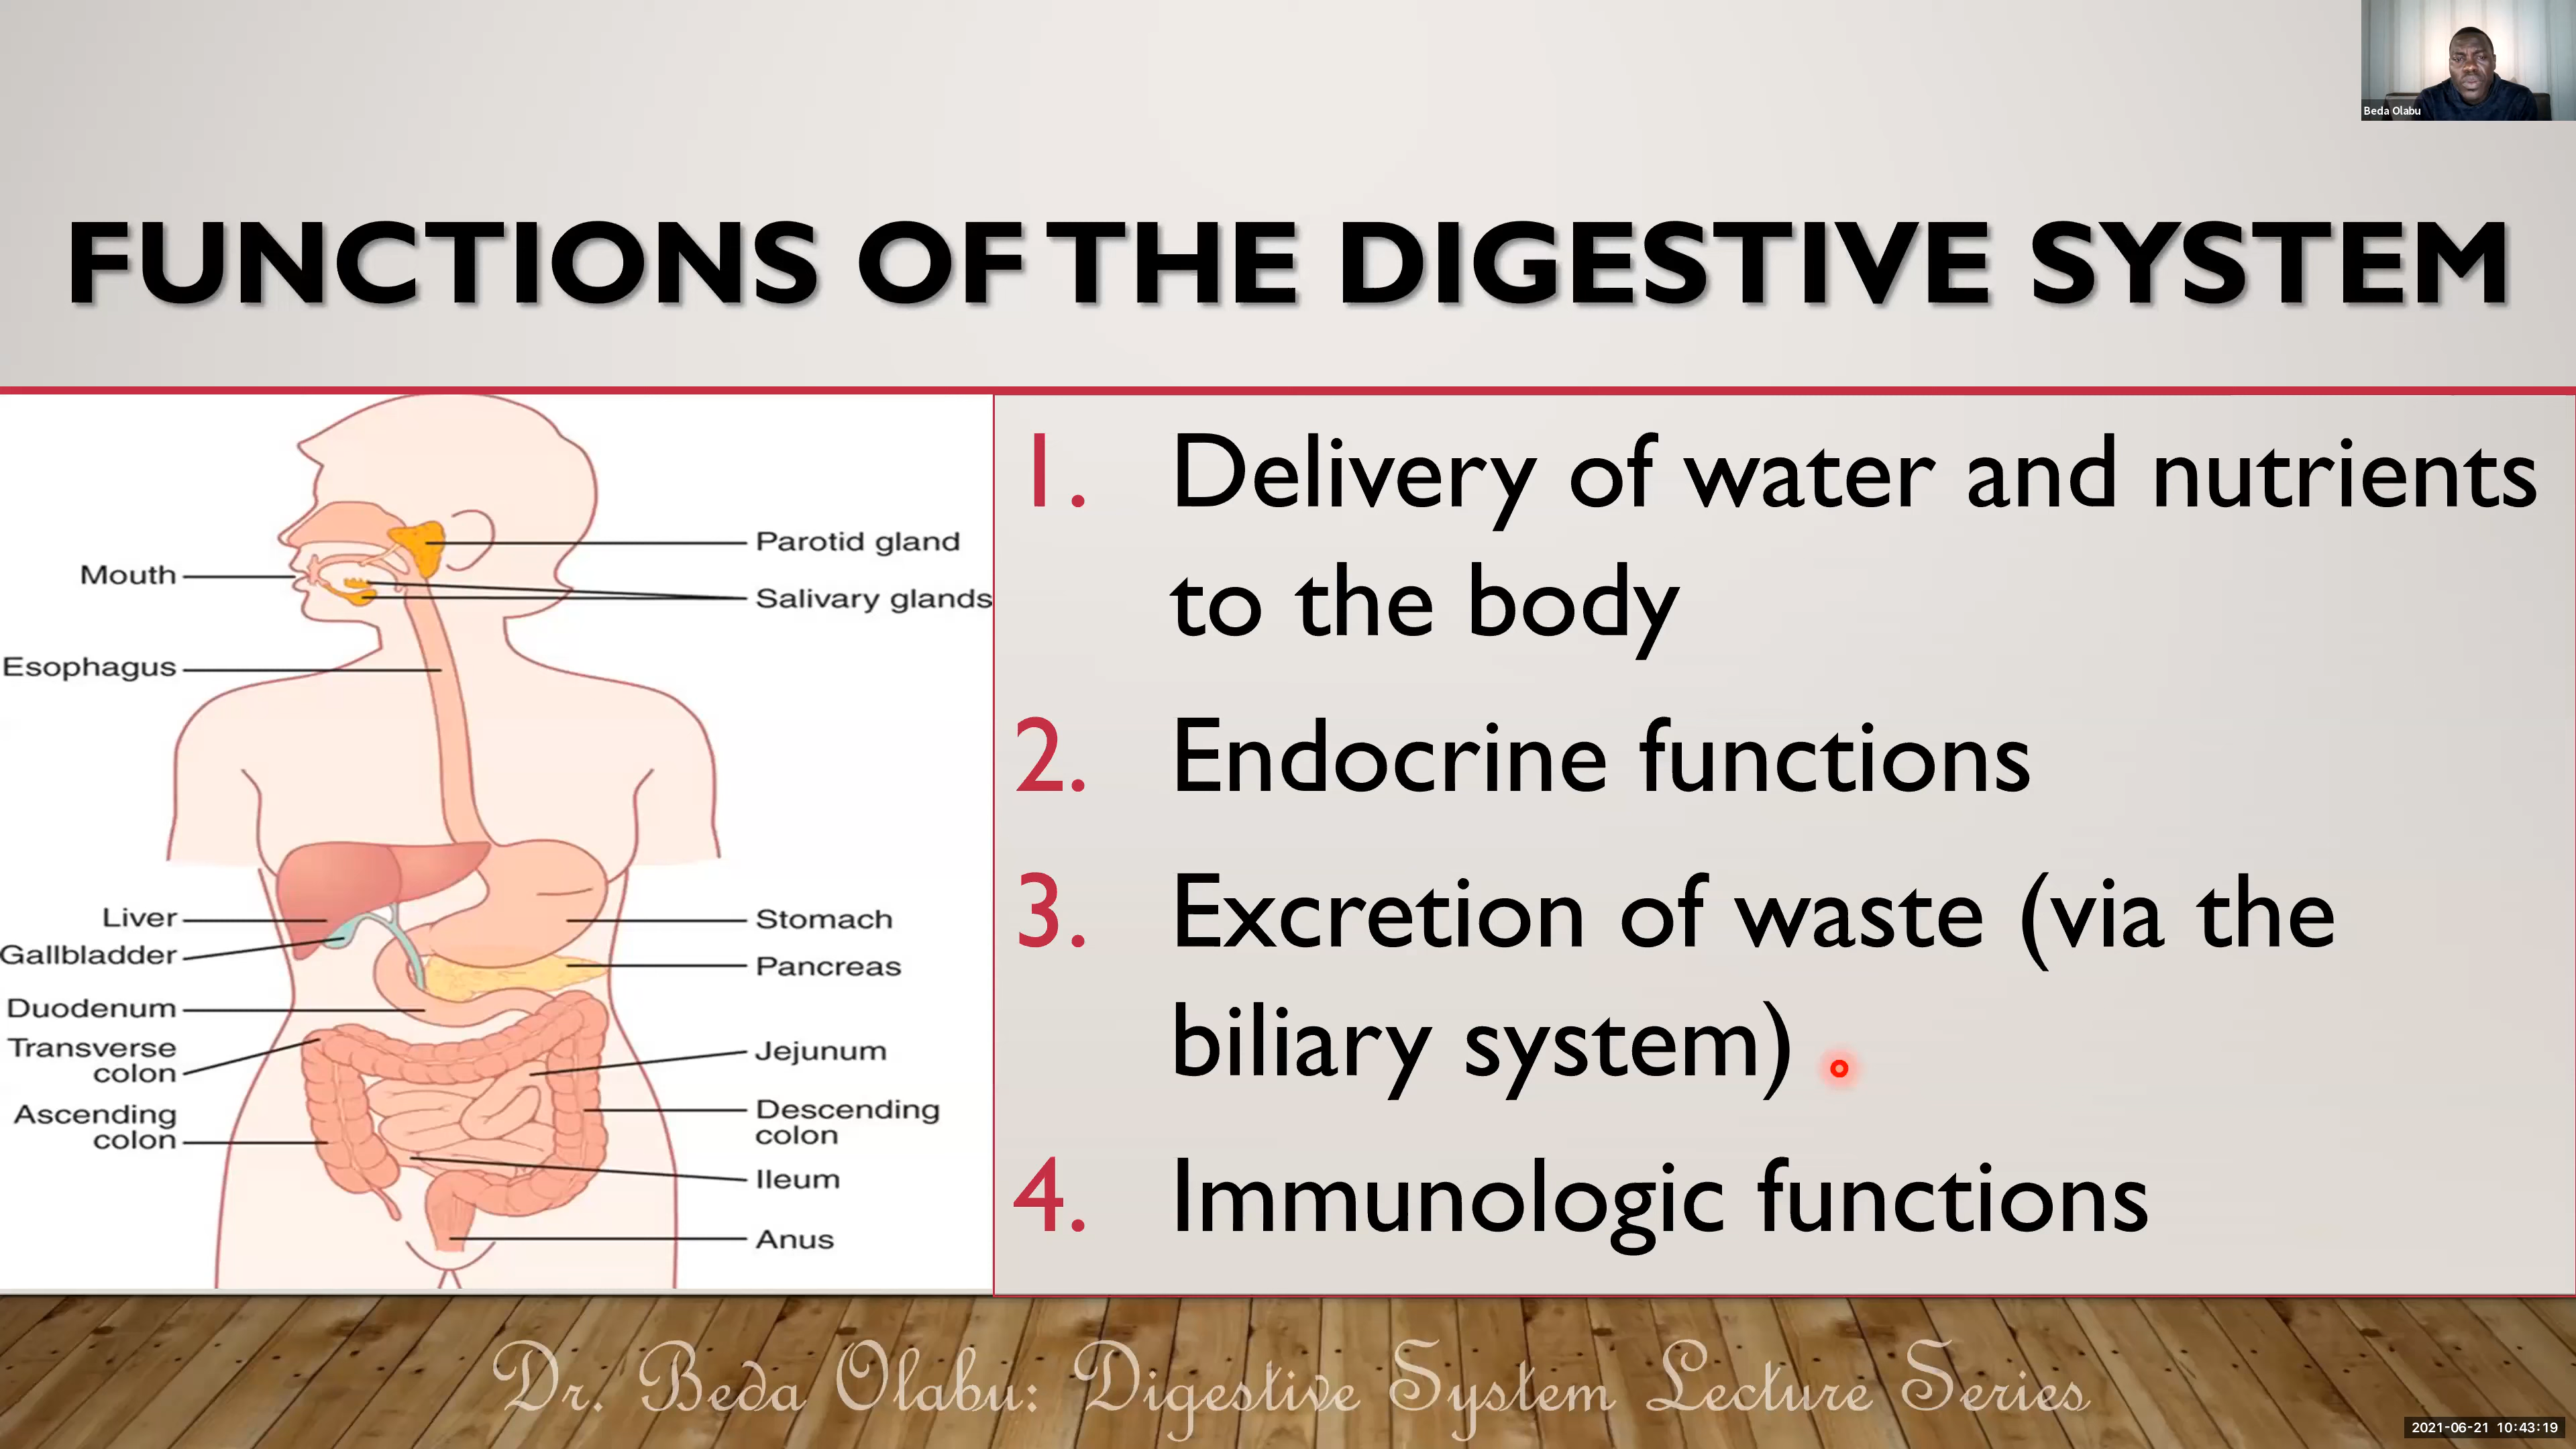 Beda Olabu
FUNCTIONS OF THE DIGESTIVE SYSTEM
Mouth
Esophagus
Liver
Gallbladder
Duodenum
Transverse
colon
Ascending
colon
Parotid gland
Salivary glands
Stomach
Pancreas
Jejunum
Descending
colon
Ileum
Anus
1. Delivery of water and nutrients
to the body
2. Endocrine functions
3. Excretion of waste (via the
biliary system)
4. Immunologic functions
Dr. Beda Olabu: Digestive System Lecture Series
2021-06-21 10:43:19